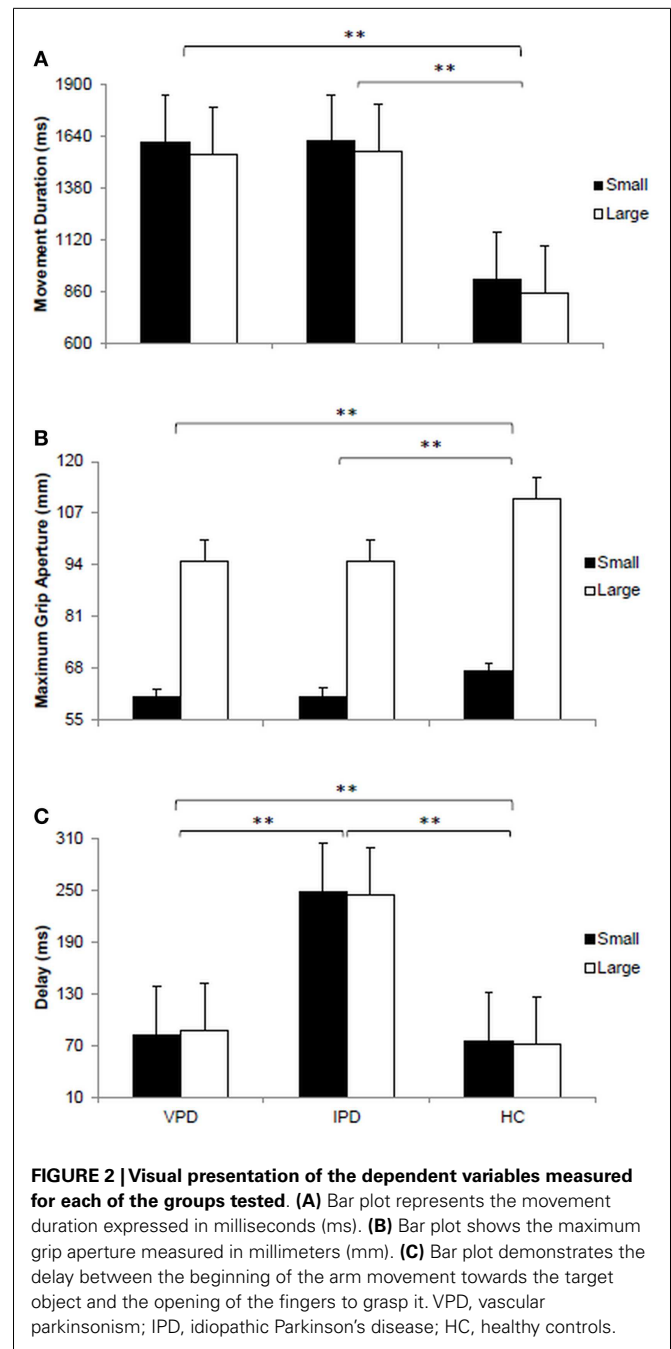 **
A
**
1900
1640
1380
1120
860
600
Movement Duration (ms)
Small
Large
**
B
**
120
107
94
81
68
55
Maximum Grip Aperture (mm)
Small
Large
**
C
** **
310
250
190
130
70
10
Delay (ms)
Small
Large
VPD IPD HC
FIGURE 2 | Visual presentation of the dependent variables measured
for each of the groups tested. (A) Bar plot represents the movement
duration expressed in milliseconds (ms). (B) Bar plot shows the maximum
grip aperture measured in millimeters (mm). (C) Bar plot demonstrates the
delay between the beginning of the arm movement towards the target
object and the opening of the fingers to grasp it. VPD, vascular
parkinsonism; IPD, idiopathic Parkinson's disease; HC, healthy controls.